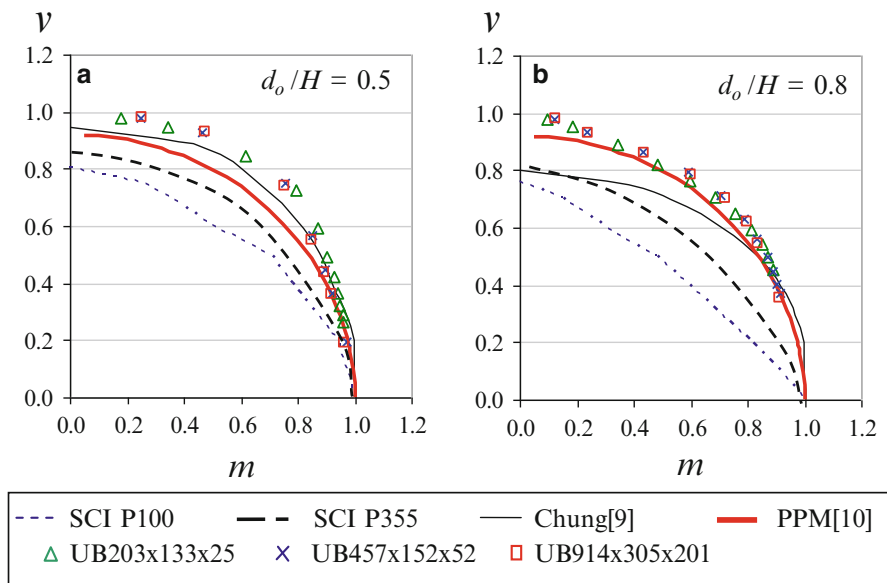 v
v
a
d_o/H = 0.5
b
d_o/H = 0.8
1.2
1.0
0.8
0.6
0.4
0.2
0.0
0.0 0.2 0.4 0.6 0.8 1.0 1.2
m
1.2
1.0
0.8
0.6
0.4
0.2
0.0
0.0 0.2 0.4 0.6 0.8 1.0 1.2
m
SCI P100 SCI P355 Chung[9] PPM[10]
UB203x133x25 UB457x152x52 UB914x305x201